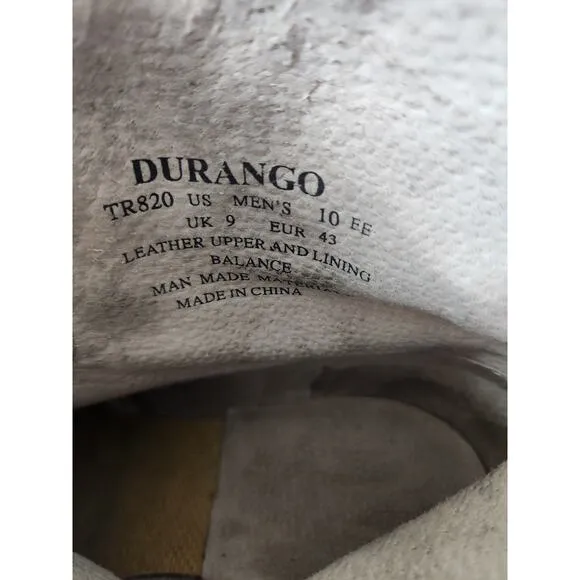 DURANGO
TR820 US MEN'S 10 EE
UK 9 EUR 43
LEATHER UPPER AND LINING
BALANCE
MAN MADE MATERIAL
MADE IN CHINA